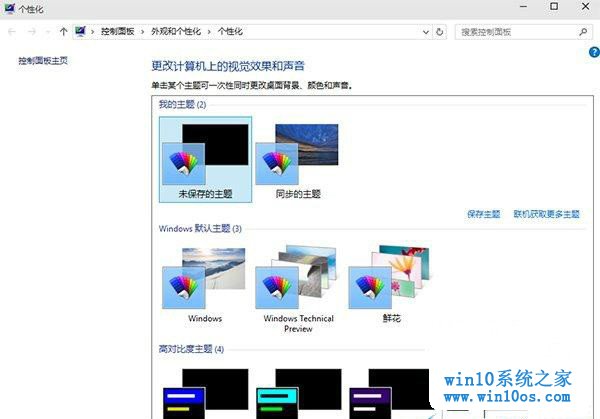 个性化
控制面板 › 外观和个性化 › 个性化
搜索控制面板
控制面板主页
更改计算机上的视觉效果和声音
单击某个主题可一次性同时更改桌面背景、颜色和声音。
我的主题 (2)
未保存的主题
同步的主题
保存主题
联机获取更多主题
Windows 默认主题 (3)
Windows
Windows Technical
Preview
鲜花
高对比度主题 (4)
win10系统之家
www.win10os.com